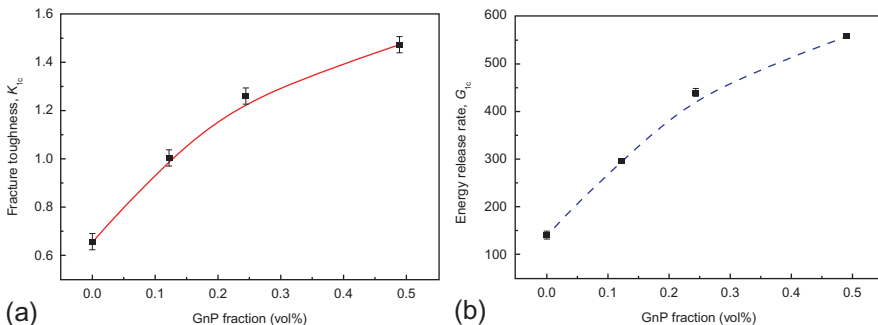 1.6
1.4
1.2
1.0
0.8
0.6
Fracture toughness, K1c
0.0 0.1 0.2 0.3 0.4 0.5
GnP fraction (vol%)
(a)
600
500
400
300
200
100
Energy release rate, G1c
0.0 0.1 0.2 0.3 0.4 0.5
GnP fraction (vol%)
(b)